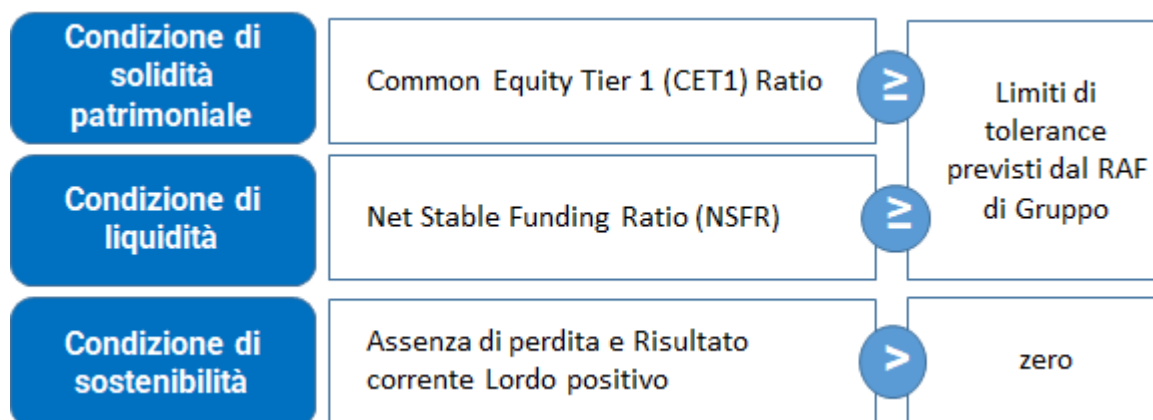 Condizione di
solidità
patrimoniale
Common Equity Tier 1 (CET1) Ratio
≥
Limiti di
tolerance
previsti dal RAF
di Gruppo
Condizione di
liquidità
Net Stable Funding Ratio (NSFR)
≥
Condizione di
sostenibilità
Assenza di perdita e Risultato
corrente Lordo positivo
>
zero